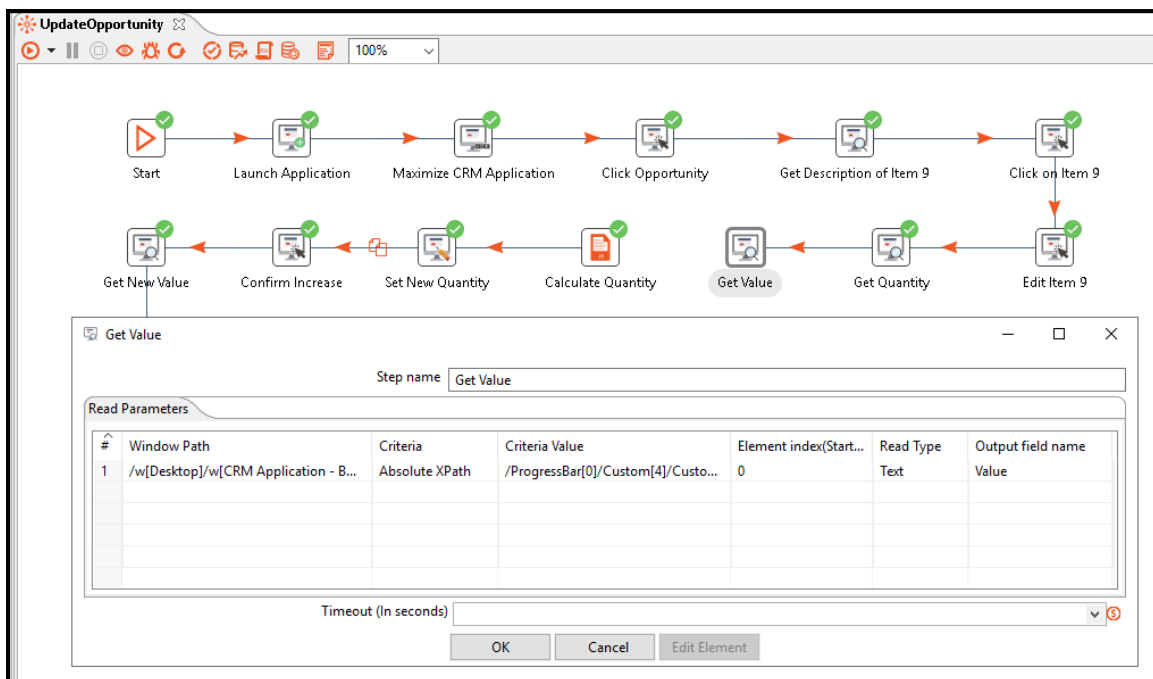 UpdateOpportunity
100%
Start
Launch Application
Maximize CRM Application
Click Opportunity
Get Description of Item 9
Click on Item 9
Get New Value
Confirm Increase
Set New Quantity
Calculate Quantity
Get Value
Get Quantity
Edit Item 9
Get Value
Step name Get Value
Read Parameters
# Window Path Criteria Criteria Value Element index(Start... Read Type Output field name
1 /w[Desktop]/w[CRM Application - B... Absolute XPath /ProgressBar[0]/Custom[4]/Custo... 0 Text Value
Timeout (In seconds)
OK Cancel Edit Element